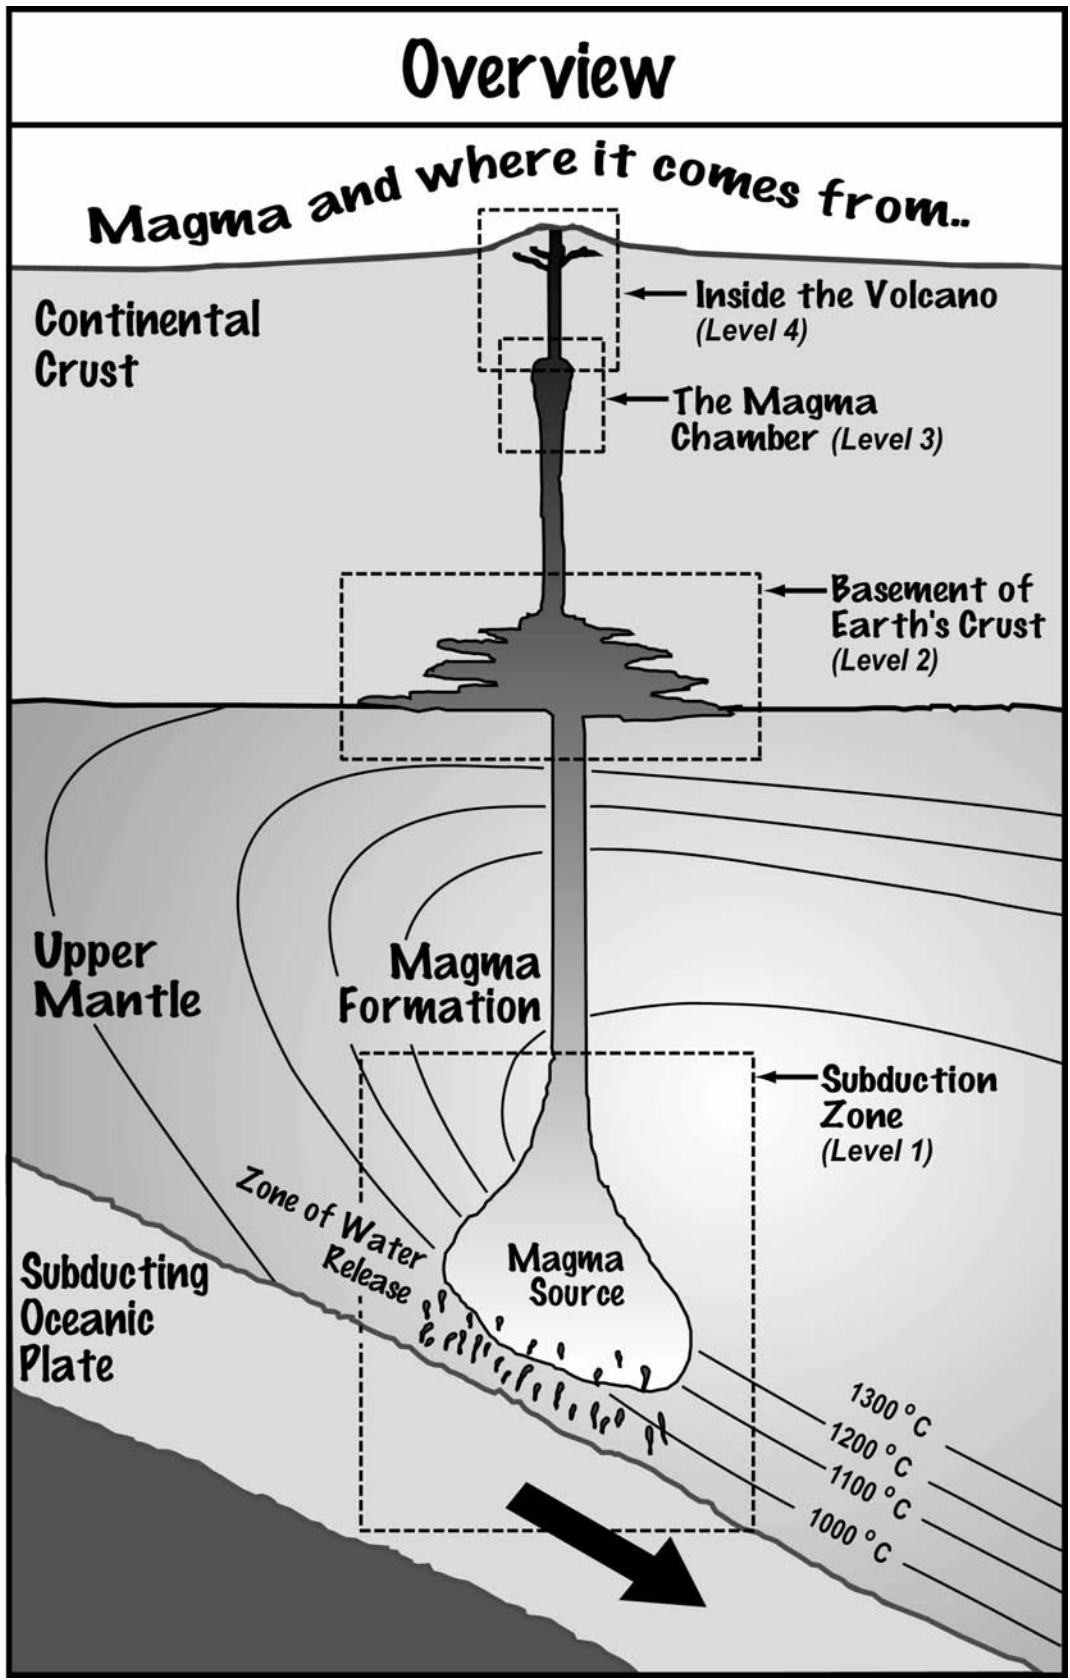 Overview
Magma and where it comes from..
Continental
Crust
Inside the Volcano
(Level 4)
The Magma
Chamber (Level 3)
Basement of
Earth's Crust
(Level 2)
Upper
Mantle
Magma
Formation
Subduction
Zone
(Level 1)
Zone of Water
Release
Magma
Source
Subducting
Oceanic
Plate
1300 °C
1200 °C
1100 °C
1000 °C